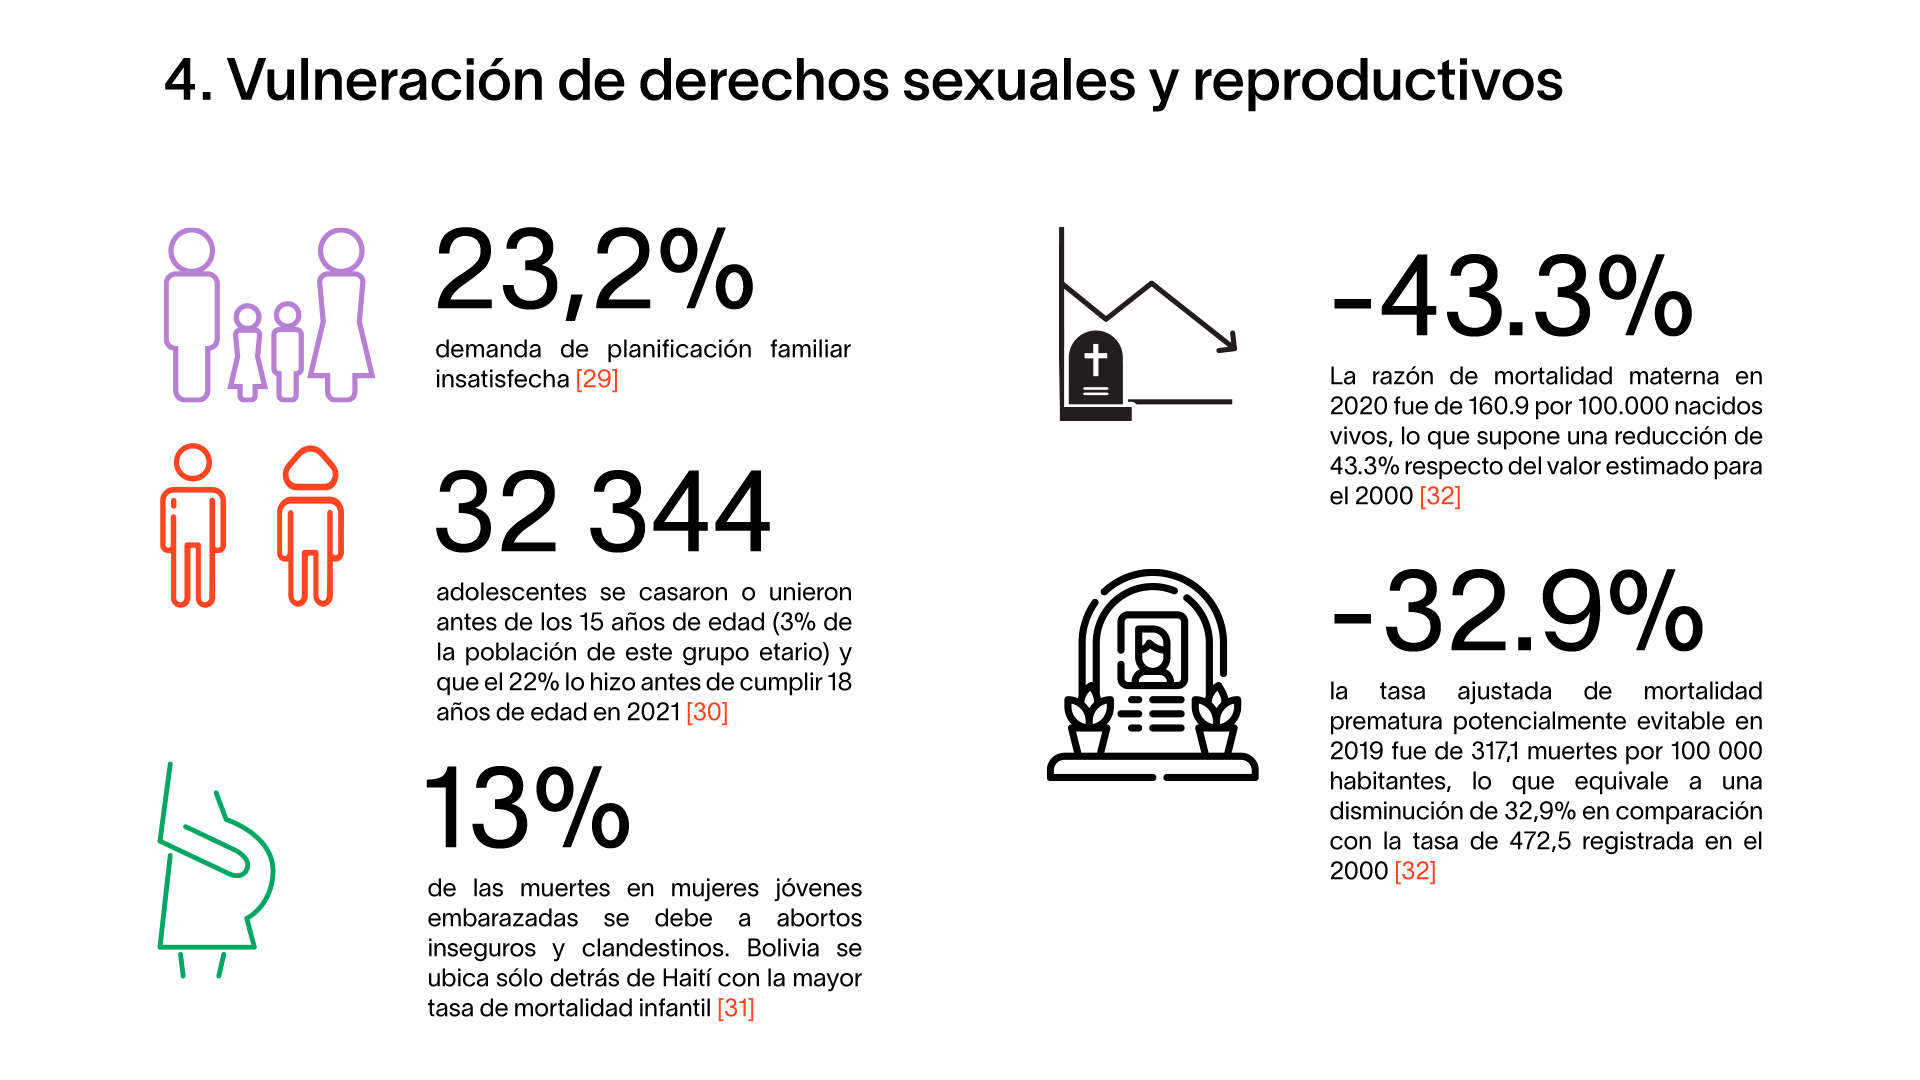 4. Vulneración de derechos sexuales y reproductivos
23,2%
demanda de planificación familiar
insatisfecha [29]
32 344
adolescentes se casaron o unieron
antes de los 15 años de edad (3% de
la población de este grupo etario) y
que el 22% lo hizo antes de cumplir 18
años de edad en 2021 [30]
13%
de las muertes en mujeres jóvenes
embarazadas se debe a abortos
inseguros y clandestinos. Bolivia se
ubica sólo detrás de Haití con la mayor
tasa de mortalidad infantil [31]
-43.3%
La razón de mortalidad materna en
2020 fue de 160.9 por 100.000 nacidos
vivos, lo que supone una reducción de
43.3% respecto del valor estimado para
el 2000 [32]
-32.9%
la tasa ajustada de mortalidad
prematura potencialmente evitable en
2019 fue de 317,1 muertes por 100 000
habitantes, lo que equivale a una
disminución de 32,9% en comparación
con la tasa de 472,5 registrada en el
2000 [32]